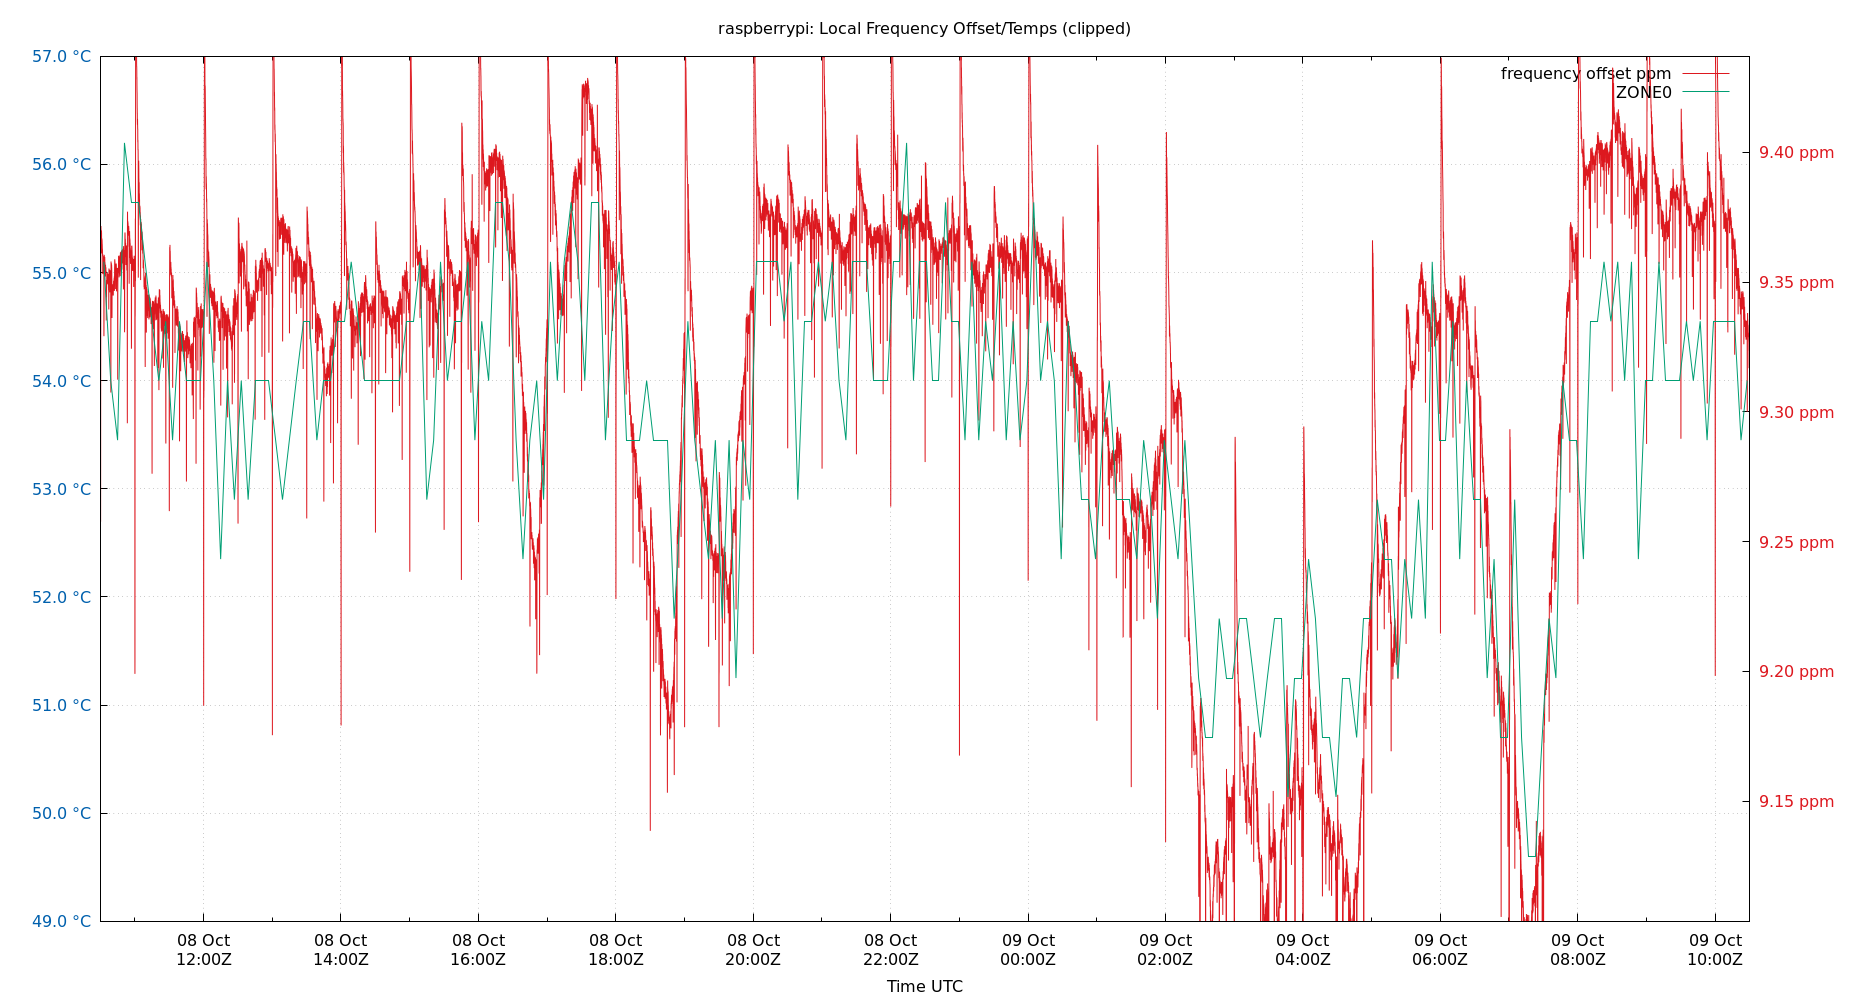 raspberrypi: Local Frequency Offset/Temps (clipped)
57.0 °C
56.0 °C
55.0 °C
54.0 °C
53.0 °C
52.0 °C
51.0 °C
50.0 °C
49.0 °C
frequency offset ppm
ZONE0
9.40 ppm
9.35 ppm
9.30 ppm
9.25 ppm
9.20 ppm
9.15 ppm
08 Oct
12:00Z
08 Oct
14:00Z
08 Oct
16:00Z
08 Oct
18:00Z
08 Oct
20:00Z
08 Oct
22:00Z
09 Oct
00:00Z
09 Oct
02:00Z
09 Oct
04:00Z
09 Oct
06:00Z
09 Oct
08:00Z
09 Oct
10:00Z
Time UTC